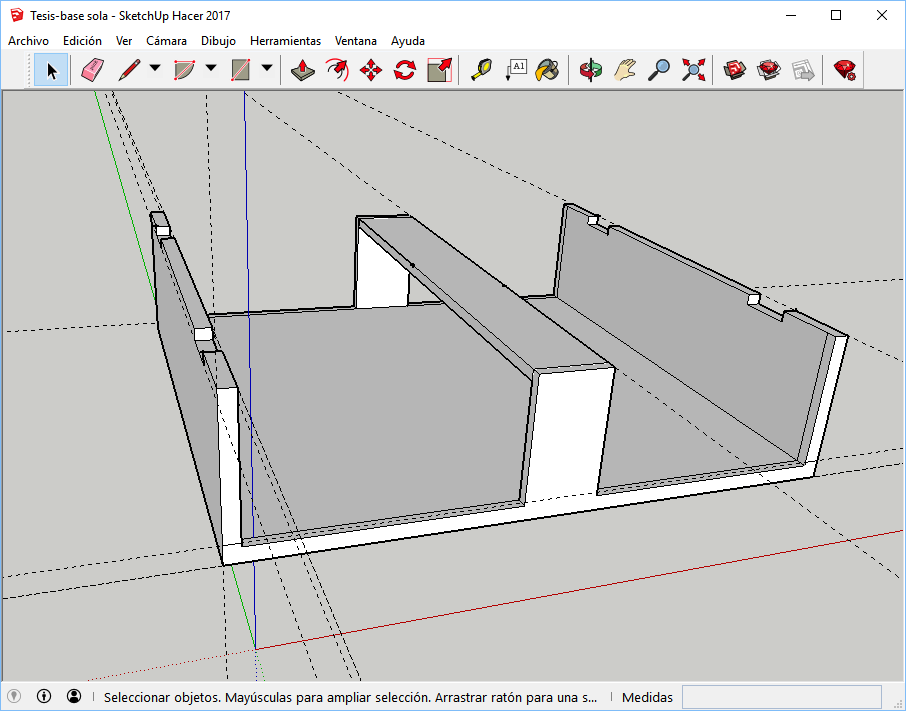 Tesis-base sola - SketchUp Hacer 2017
Archivo Edición Ver Cámara Dibujo Herramientas Ventana Ayuda
A1
Seleccionar objetos. Mayúsculas para ampliar selección. Arrastrar ratón para una s... Medidas